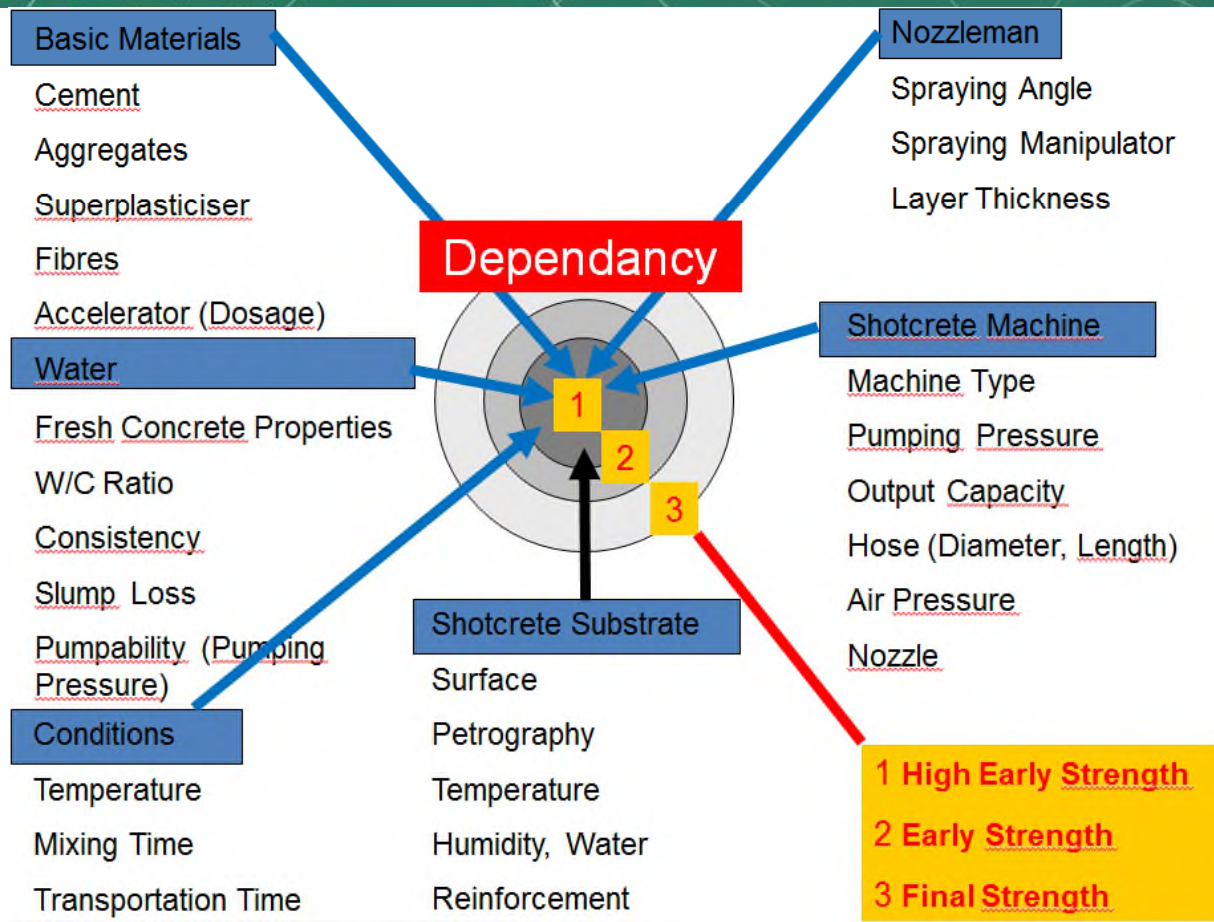 Basic Materials
Cement
Aggregates
Superplasticiser
Fibres
Accelerator (Dosage)
Water
Fresh Concrete Properties
W/C Ratio
Consistency
Slump Loss
Pumpability (Pumping
Pressure)
Conditions
Temperature
Mixing Time
Transportation Time
Dependancy
1
2
3
Shotcrete Substrate
Surface
Petrography
Temperature
Humidity, Water
Reinforcement
Nozzleman
Spraying Angle
Spraying Manipulator
Layer Thickness
Shotcrete Machine
Machine Type
Pumping Pressure
Output Capacity
Hose (Diameter, Length)
Air Pressure
Nozzle
1 High Early Strength
2 Early Strength
3 Final Strength